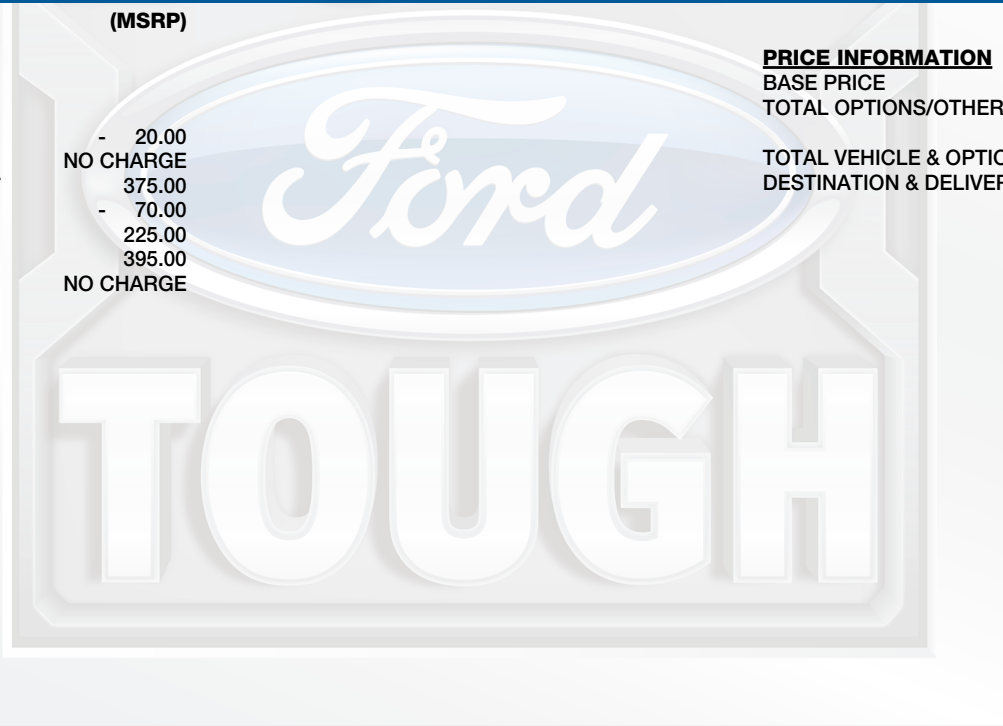 (MSRP)
- 20.00
NO CHARGE
375.00
- 70.00
225.00
395.00
NO CHARGE
PRICE INFORMATION
BASE PRICE
TOTAL OPTIONS/OTHER
TOTAL VEHICLE & OPTIO
DESTINATION & DELIVER
Ford
TOUGH